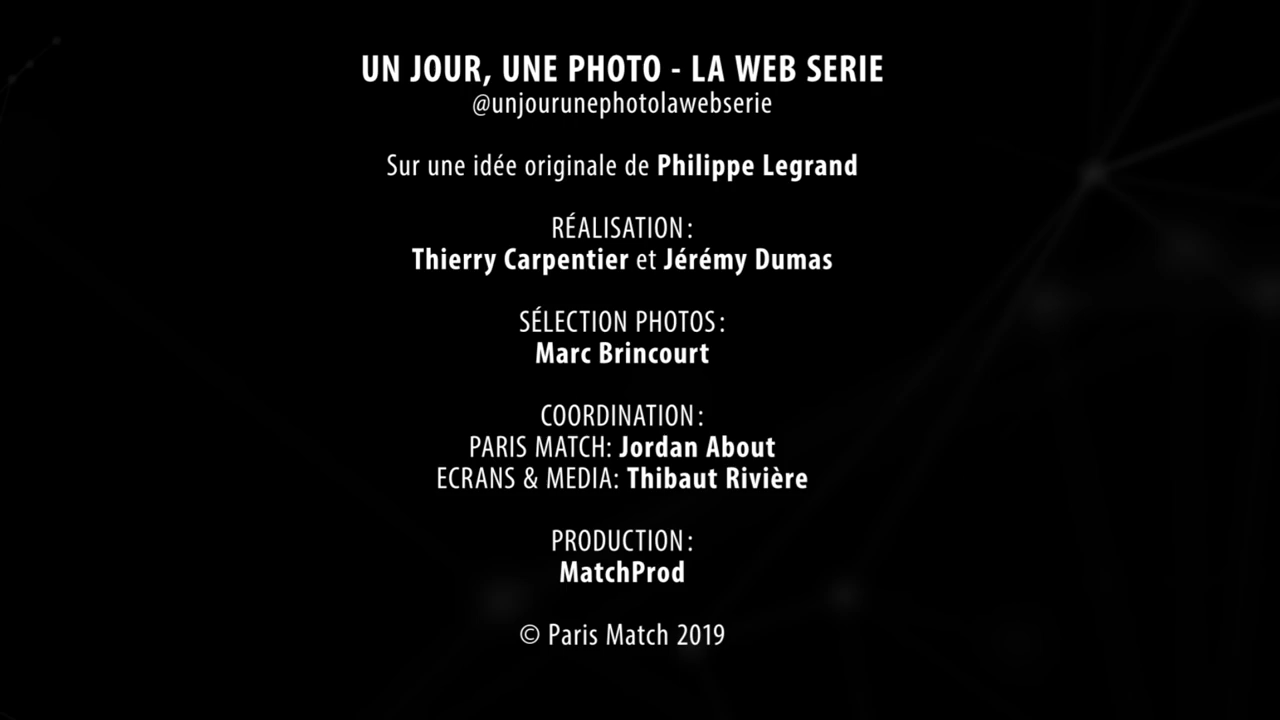 UN JOUR, UNE PHOTO - LA WEB SERIE
@unjourunephotolawebserie
Sur une idée originale de Philippe Legrand
RÉALISATION :
Thierry Carpentier et Jérémy Dumas
SÉLECTION PHOTOS :
Marc Brincourt
COORDINATION :
PARIS MATCH: Jordan About
ECRANS & MEDIA: Thibaut Rivière
PRODUCTION :
MatchProd
© Paris Match 2019